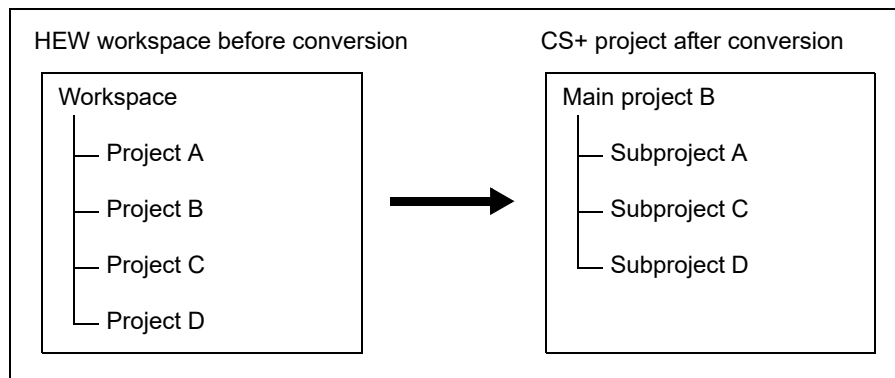 HEW workspace before conversion
Workspace
Project A
Project B
Project C
Project D
CS+ project after conversion
Main project B
Subproject A
Subproject C
Subproject D